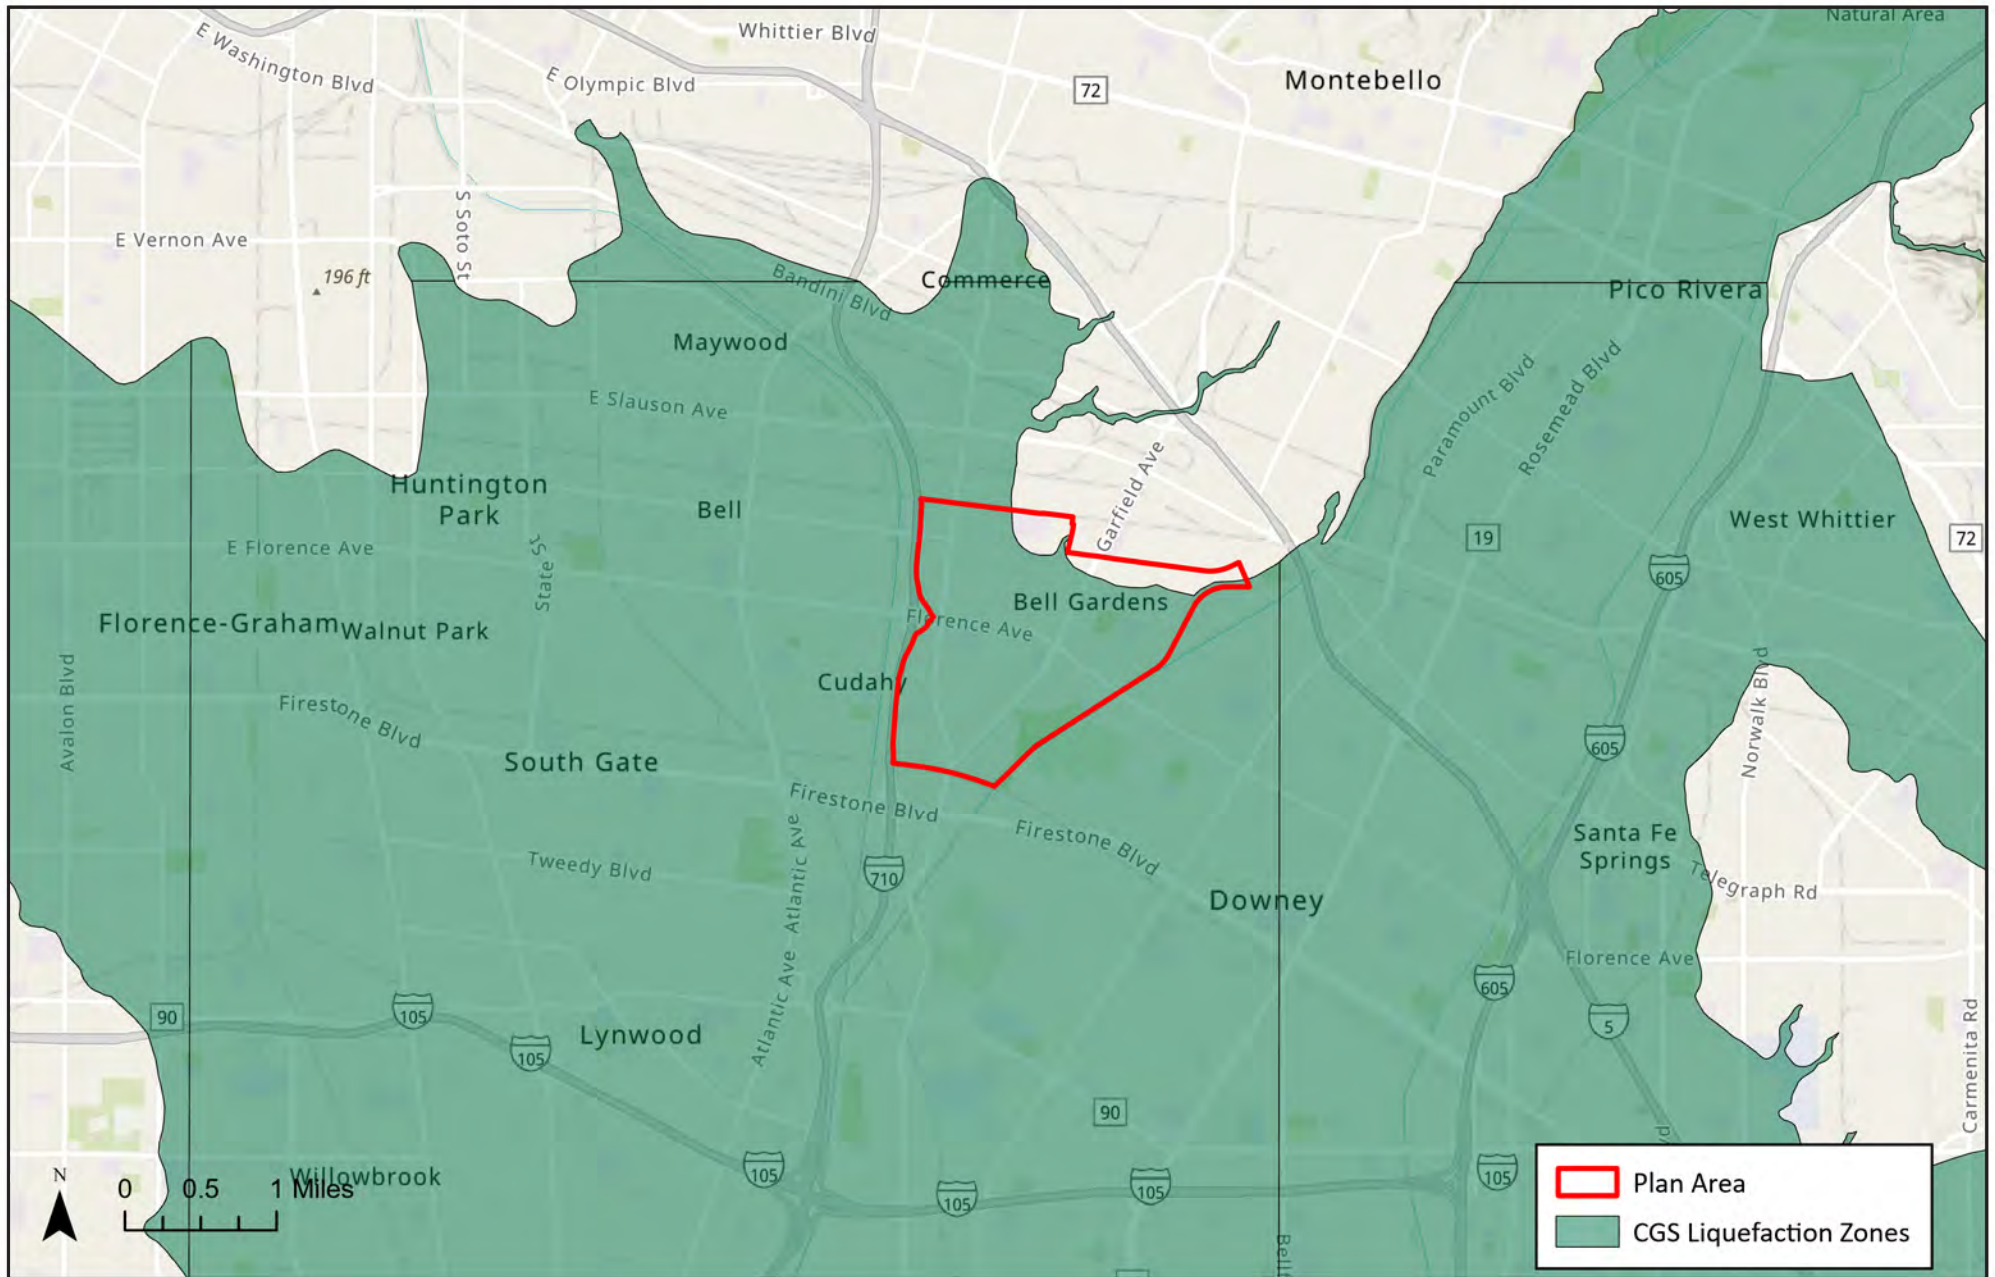 Natural Area
Whittier Blvd
E Washington Blvd
E Olympic Blvd
72
Montebello
S Soto St
E Vernon Ave
196 ft
Bandini Blvd
Commerce
Pico Rivera
Maywood
E Slauson Ave
Paramount Blvd
Rosemead Blvd
Garfield Ave
Huntington
Park
Bell
West Whittier
19
72
E Florence Ave
State St
605
Bell Gardens
Florence Ave
Florence-Graham
Walnut Park
Avalon Blvd
Cudahy
Norwalk Blvd
Firestone Blvd
South Gate
605
Firestone Blvd
Firestone Blvd
Santa Fe
Springs
Tweedy Blvd
Atlantic Ave
710
Telegraph Rd
Downey
Florence Ave
605
90
105
Atlantic Ave
Lynwood
5
105
Carmenita Rd
90
vd
Willowbrook
105
105
105
105
N
0 0.5 1 Miles
Plan Area
CGS Liquefaction Zones